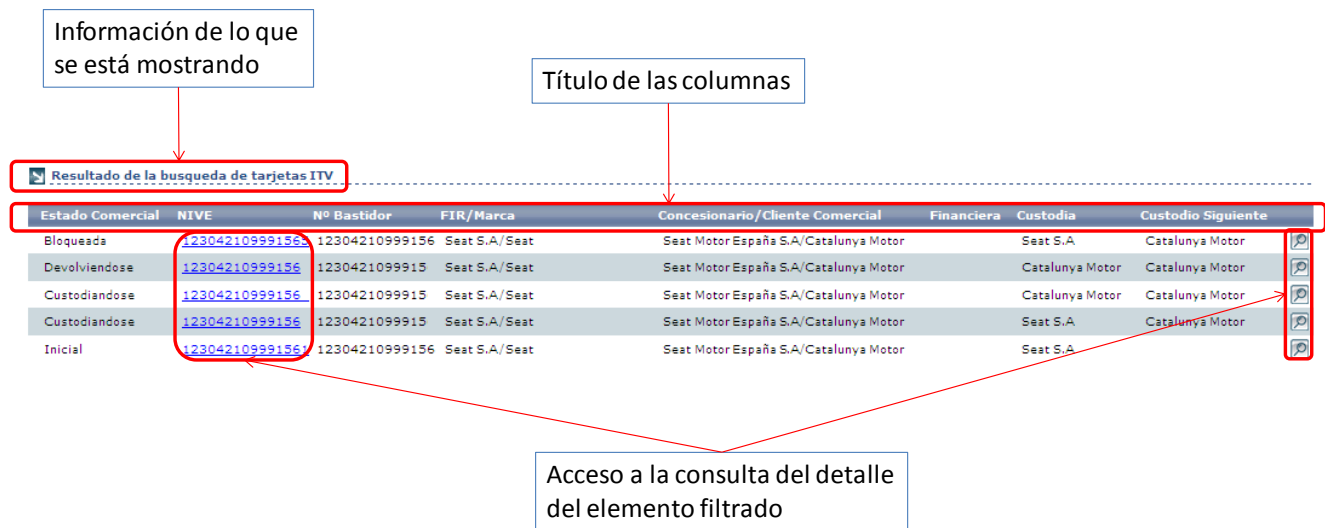 Información de lo que
se está mostrando
Título de las columnas
Resultado de la busqueda de tarjetas ITV
Estado Comercial NIVE Nº Bastidor FIR/Marca Concesionario/Cliente Comercial Financiera Custodia Custodio Siguiente
Bloqueada 123042109991565 12304210999156 Seat S.A/Seat Seat Motor España S.A/Catalunya Motor Seat S.A Catalunya Motor
Devolviendose 12304210999156 1230421099915 Seat S.A/Seat Seat Motor España S.A/Catalunya Motor Catalunya Motor Catalunya Motor
Custodiandose 12304210999156 1230421099915 Seat S.A/Seat Seat Motor España S.A/Catalunya Motor Catalunya Motor Catalunya Motor
Custodiandose 12304210999156 1230421099915 Seat S.A/Seat Seat Motor España S.A/Catalunya Motor Seat S.A Catalunya Motor
Inicial 123042109991561 12304210999156 Seat S.A/Seat Seat Motor España S.A/Catalunya Motor Seat S.A
Acceso a la consulta del detalle
del elemento filtrado